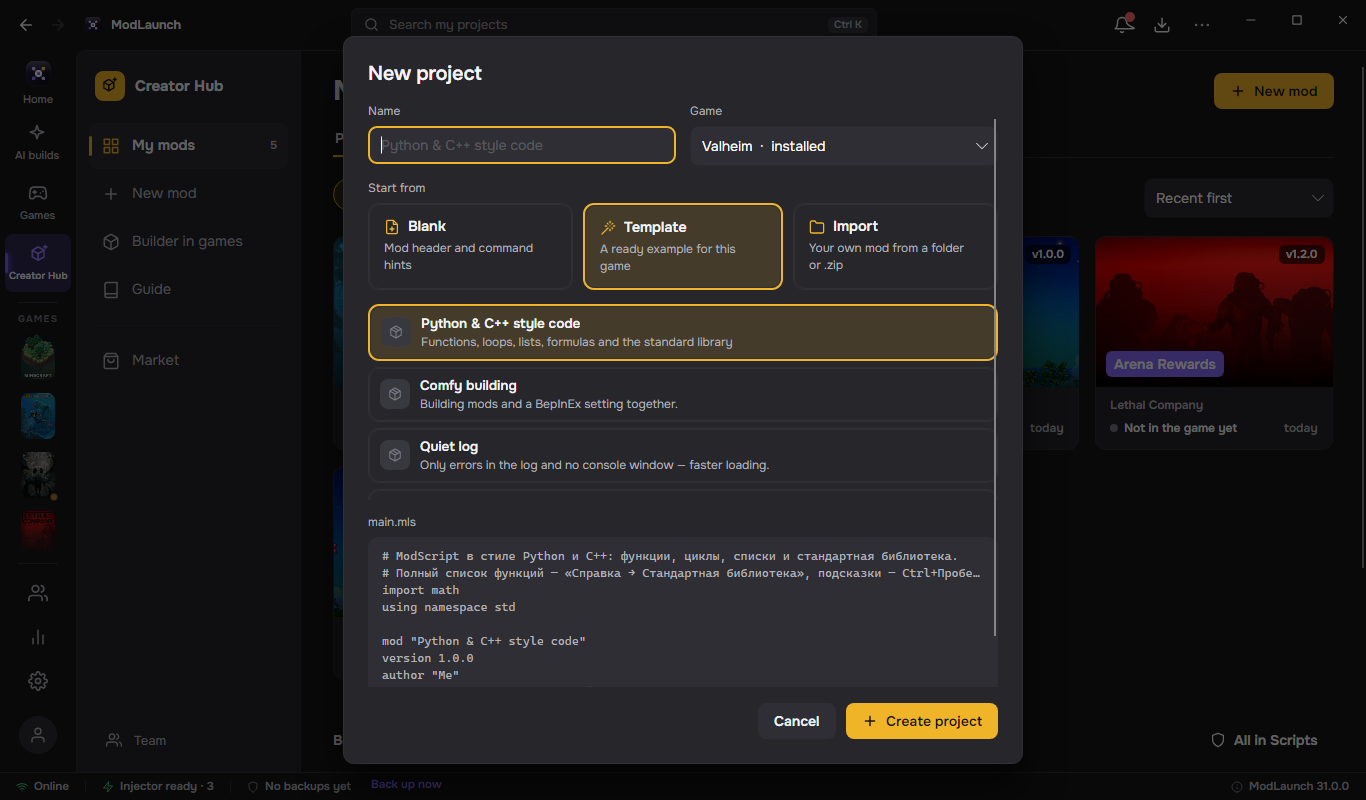 ModLaunch
Search my projects
Ctrl K
Home
AI builds
Games
Creator Hub
GAMES
MINECRAFT
Creator Hub
My mods
5
New mod
Builder in games
Guide
Market
Team
New mod
Recent first
v1.0.0
today
v1.2.0
Arena Rewards
Lethal Company
Not in the game yet
today
All in Scripts
New project
Name
Game
Python & C++ style code
Valheim · installed
Start from
Blank
Mod header and command
hints
Template
A ready example for this
game
Import
Your own mod from a folder
or .zip
Python & C++ style code
Functions, loops, lists, formulas and the standard library
Comfy building
Building mods and a BepInEx setting together.
Quiet log
Only errors in the log and no console window — faster loading.
main.mls
# ModScript в стиле Python и C++: функции, циклы, списки и стандартная библиотека.
# Полный список функций — «Справка → Стандартная библиотека», подсказки — Ctrl+Пробе…
import math
using namespace std
mod "Python & C++ style code"
version 1.0.0
author "Me"
Cancel
Create project
Online
Injector ready · 3
No backups yet
Back up now
ModLaunch 31.0.0